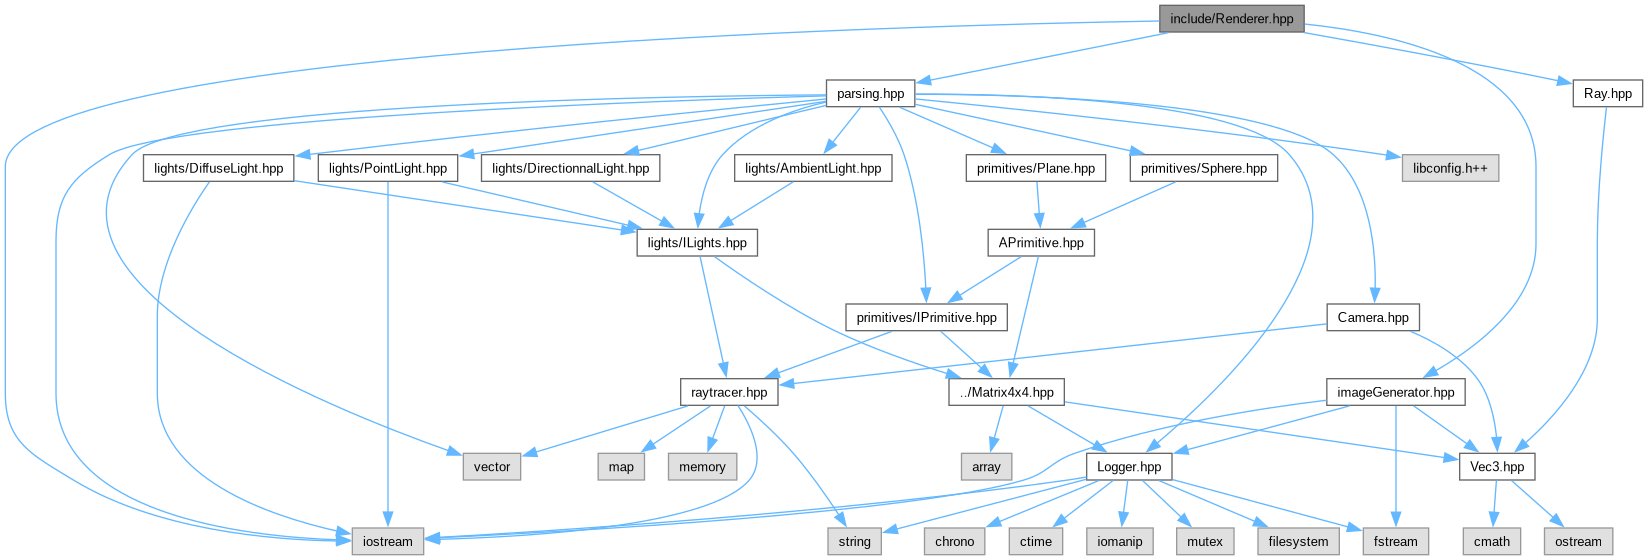 include/Renderer.hpp
parsing.hpp
Ray.hpp
lights/DiffuseLight.hpp
lights/PointLight.hpp
lights/DirectionnalLight.hpp
lights/AmbientLight.hpp
primitives/Plane.hpp
primitives/Sphere.hpp
libconfig.h++
lights/ILights.hpp
APrimitive.hpp
primitives/IPrimitive.hpp
Camera.hpp
raytracer.hpp
../Matrix4x4.hpp
imageGenerator.hpp
vector
map
memory
array
Logger.hpp
Vec3.hpp
iostream
string
chrono
ctime
iomanip
mutex
filesystem
fstream
cmath
ostream